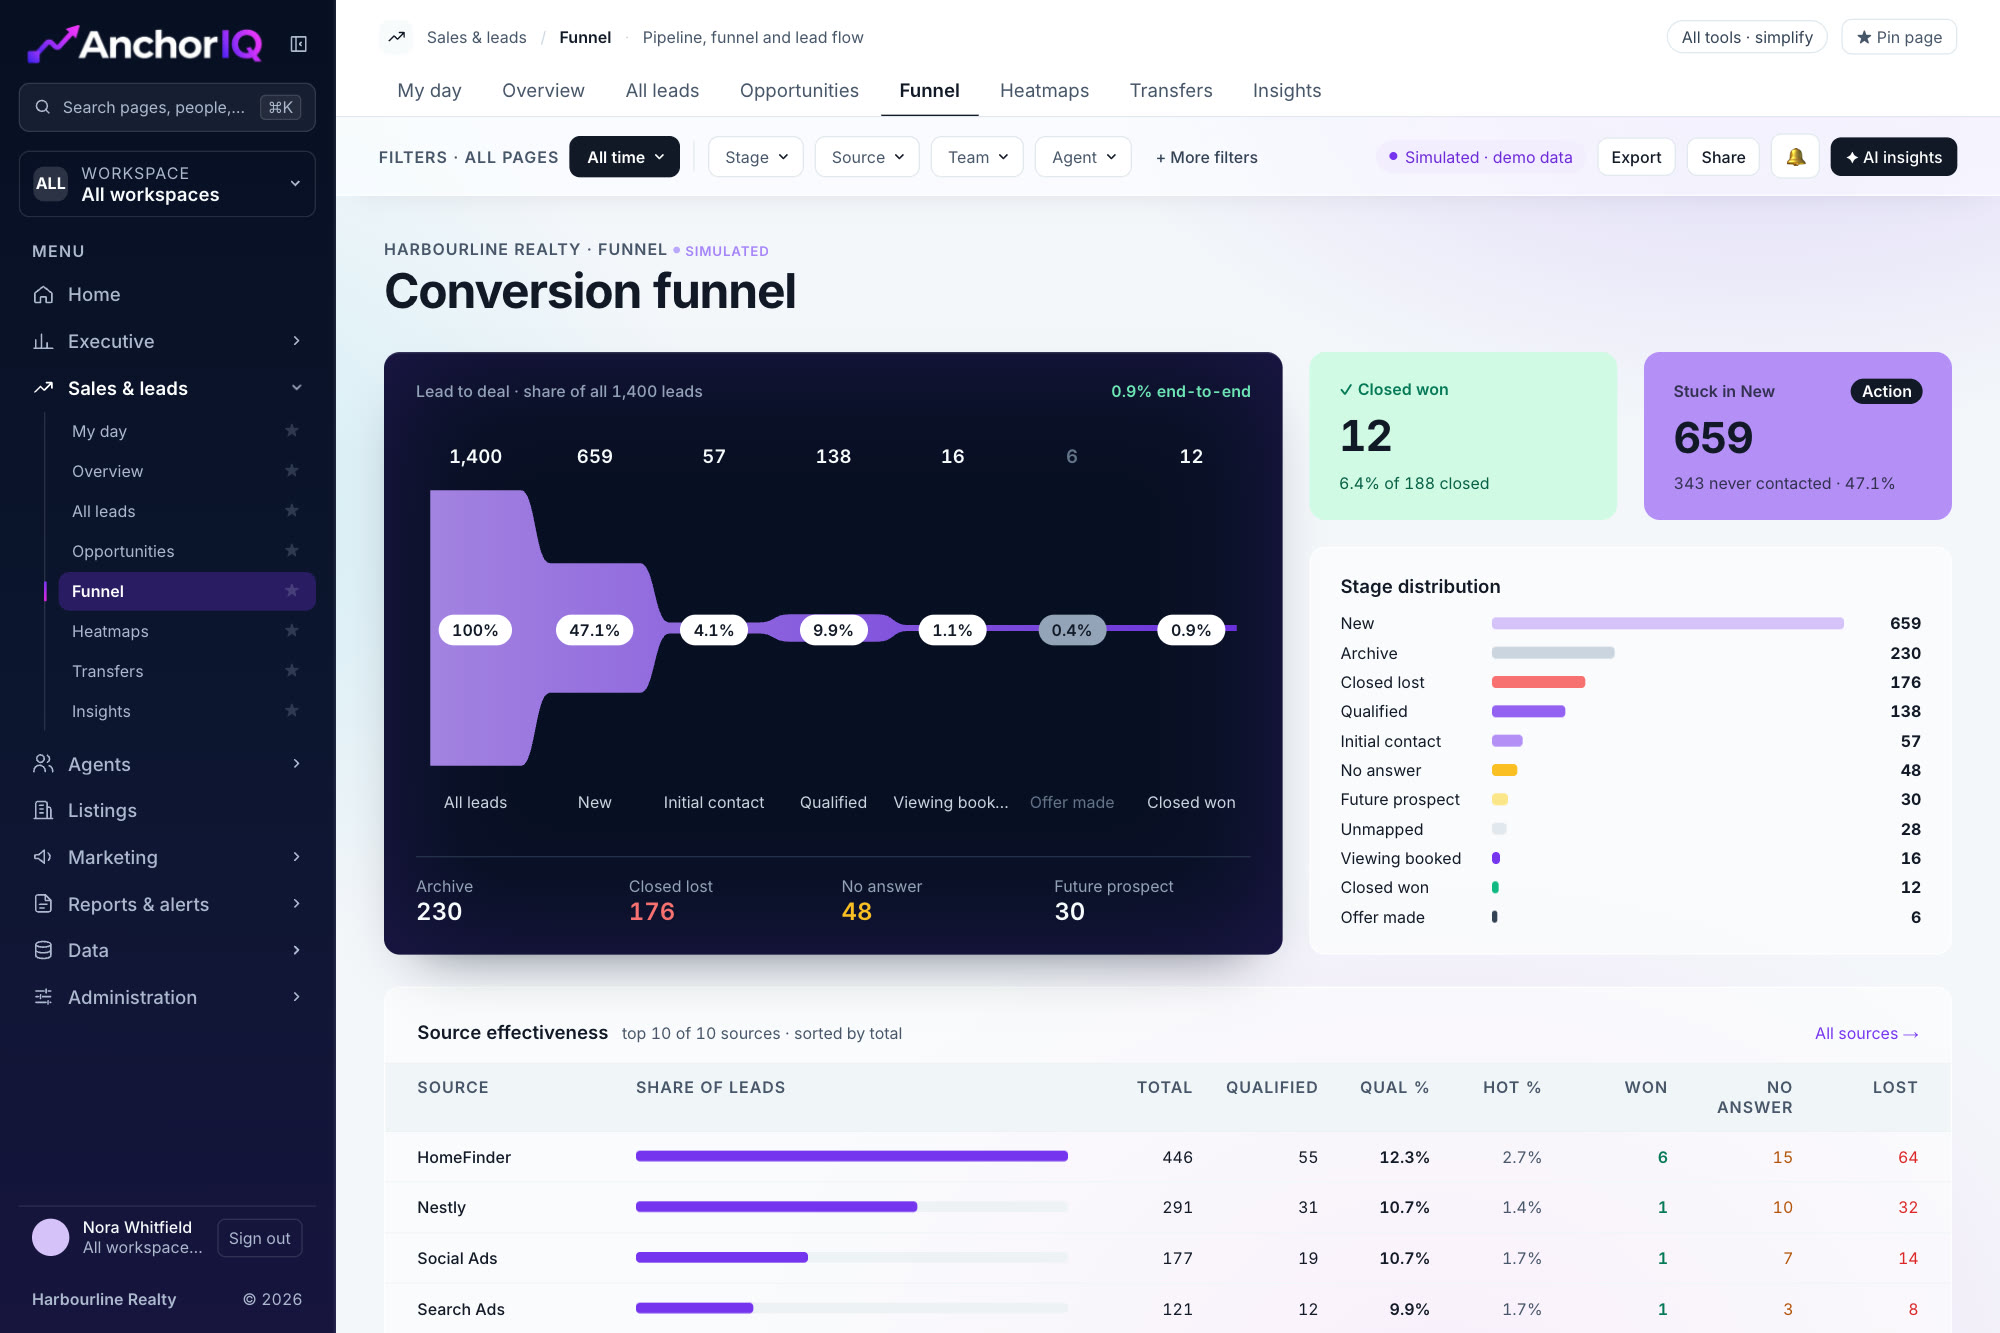 AnchorIQ
Search pages, people,... ⌘K
ALL
WORKSPACE
All workspaces
MENU
Home
Executive
Sales & leads
My day
Overview
All leads
Opportunities
Funnel
Heatmaps
Transfers
Insights
Agents
Listings
Marketing
Reports & alerts
Data
Administration
Nora Whitfield
All workspace...
Sign out
Harbourline Realty © 2026
Sales & leads / Funnel · Pipeline, funnel and lead flow
All tools · simplify
★ Pin page
My day Overview All leads Opportunities Funnel Heatmaps Transfers Insights
FILTERS · ALL PAGES All time Stage Source Team Agent + More filters
Simulated · demo data Export Share ✦ AI insights
HARBOURLINE REALTY · FUNNEL SIMULATED
Conversion funnel
Lead to deal · share of all 1,400 leads 0.9% end-to-end
1,400 659 57 138 16 6 12
100% 47.1% 4.1% 9.9% 1.1% 0.4% 0.9%
All leads New Initial contact Qualified Viewing book... Offer made Closed won
Archive Closed lost No answer Future prospect
230 176 48 30
✓ Closed won
12
6.4% of 188 closed
Stuck in New Action
659
343 never contacted · 47.1%
Stage distribution
New 659
Archive 230
Closed lost 176
Qualified 138
Initial contact 57
No answer 48
Future prospect 30
Unmapped 28
Viewing booked 16
Closed won 12
Offer made 6
Source effectiveness top 10 of 10 sources · sorted by total All sources →
SOURCE SHARE OF LEADS TOTAL QUALIFIED QUAL % HOT % WON NO ANSWER LOST
HomeFinder 446 55 12.3% 2.7% 6 15 64
Nestly 291 31 10.7% 1.4% 1 10 32
Social Ads 177 19 10.7% 1.7% 1 7 14
Search Ads 121 12 9.9% 1.7% 1 3 8